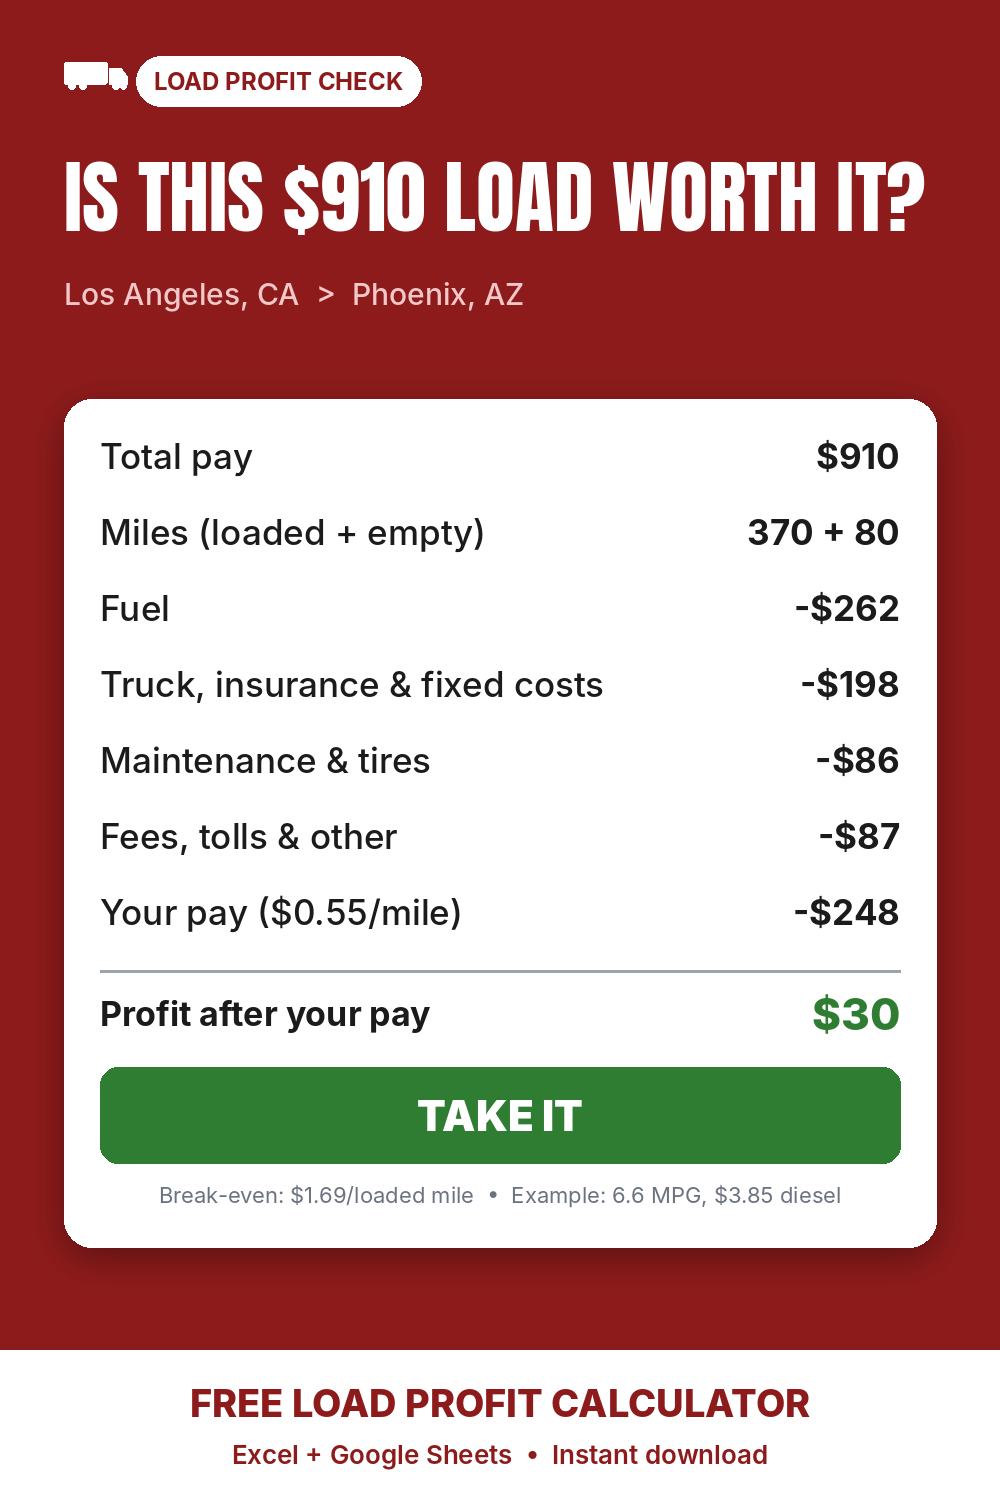 LOAD PROFIT CHECK
IS THIS $910 LOAD WORTH IT?
Los Angeles, CA > Phoenix, AZ
Total pay $910
Miles (loaded + empty) 370 + 80
Fuel -$262
Truck, insurance & fixed costs -$198
Maintenance & tires -$86
Fees, tolls & other -$87
Your pay ($0.55/mile) -$248
Profit after your pay $30
TAKE IT
Break-even: $1.69/loaded mile • Example: 6.6 MPG, $3.85 diesel
FREE LOAD PROFIT CALCULATOR
Excel + Google Sheets • Instant download